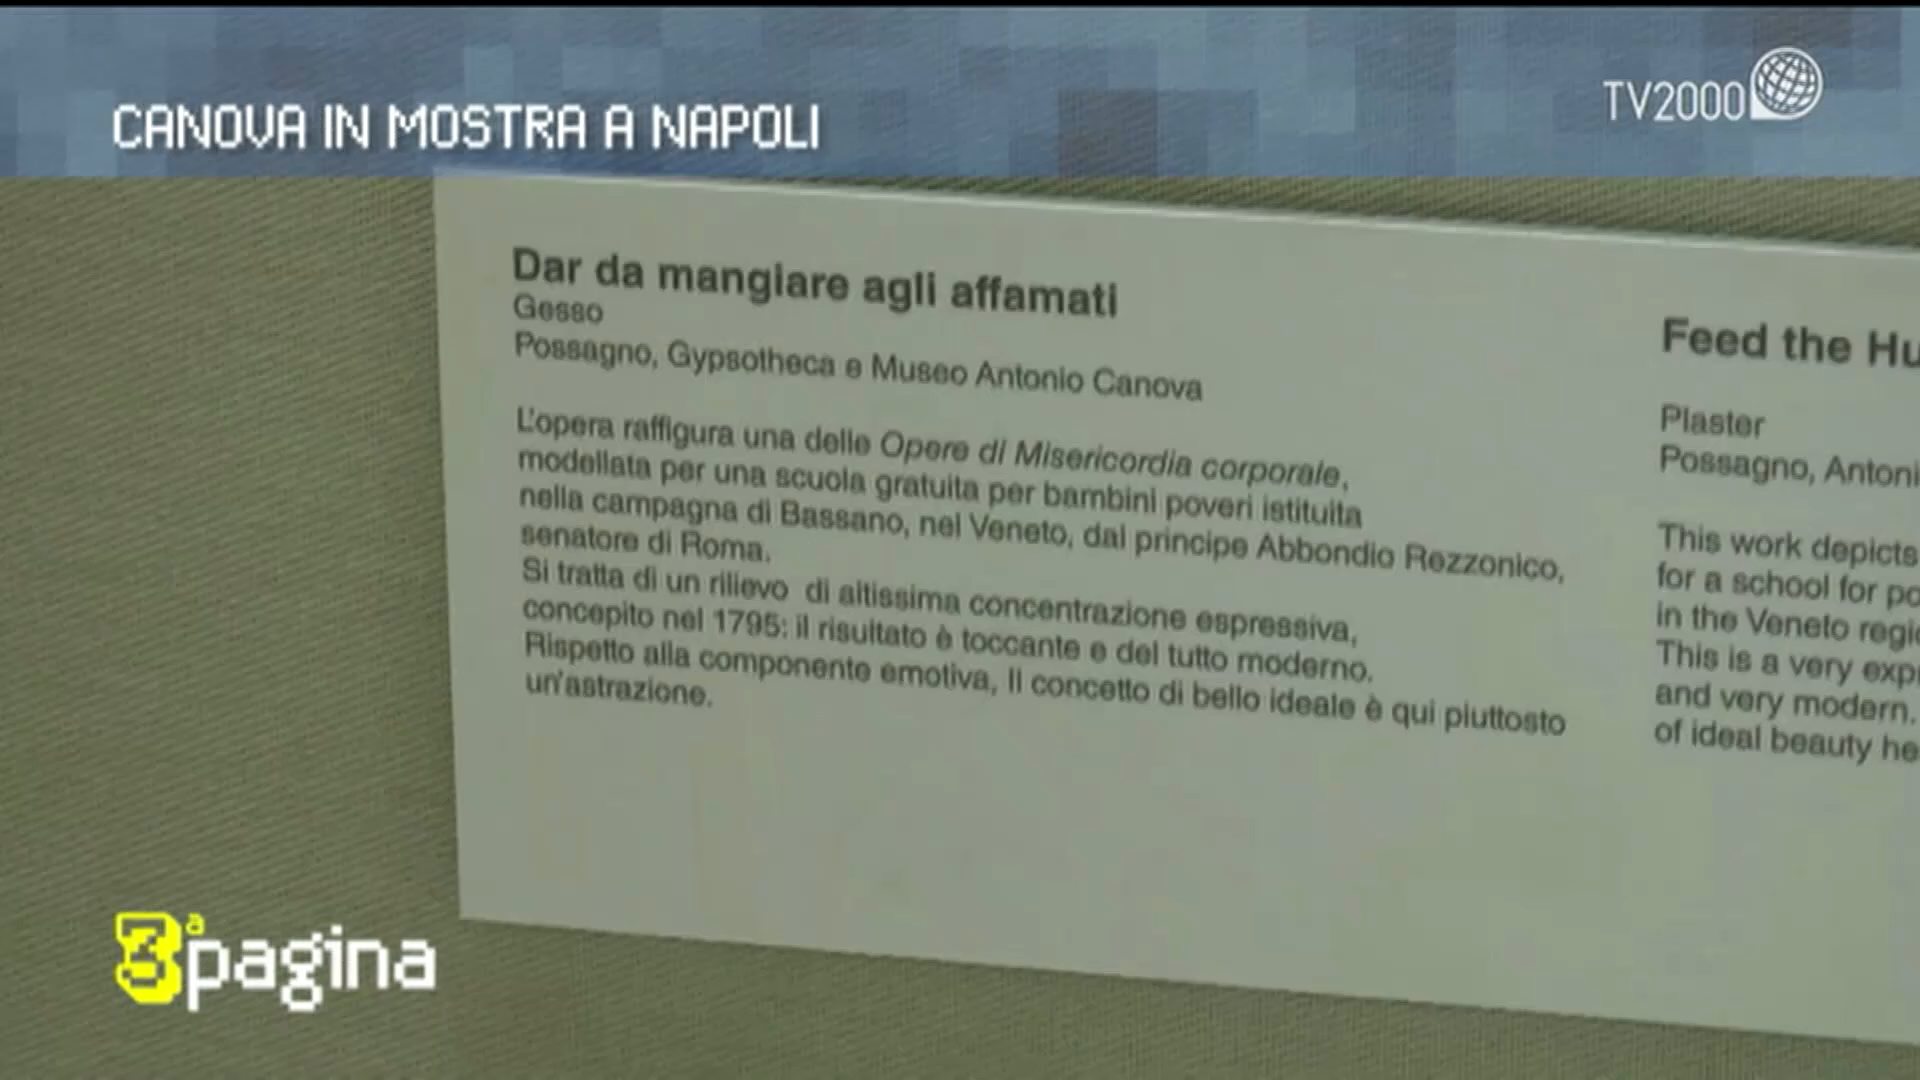 CANOVA IN MOSTRA A NAPOLI
TV2000
Dar da mangiare agli affamati
Gesso
Possagno, Gypsotheca e Museo Antonio Canova
L'opera raffigura una delle Opere di Misericordia corporale,
modellata per una scuola gratuita per bambini poveri istituita
nella campagna di Bassano, nel Veneto, dal principe Abbondio Rezzonico,
senatore di Roma.
Si tratta di un rilievo di altissima concentrazione espressiva,
concepito nel 1795: il risultato è toccante e del tutto moderno.
Rispetto alla componente emotiva, il concetto di bello ideale è qui piuttosto
un'astrazione.
Feed the
Plaster
Possagno,
This work depicts
for a school for
in the Veneto
This is a very
and very modern.
of ideal beauty
3a pagina